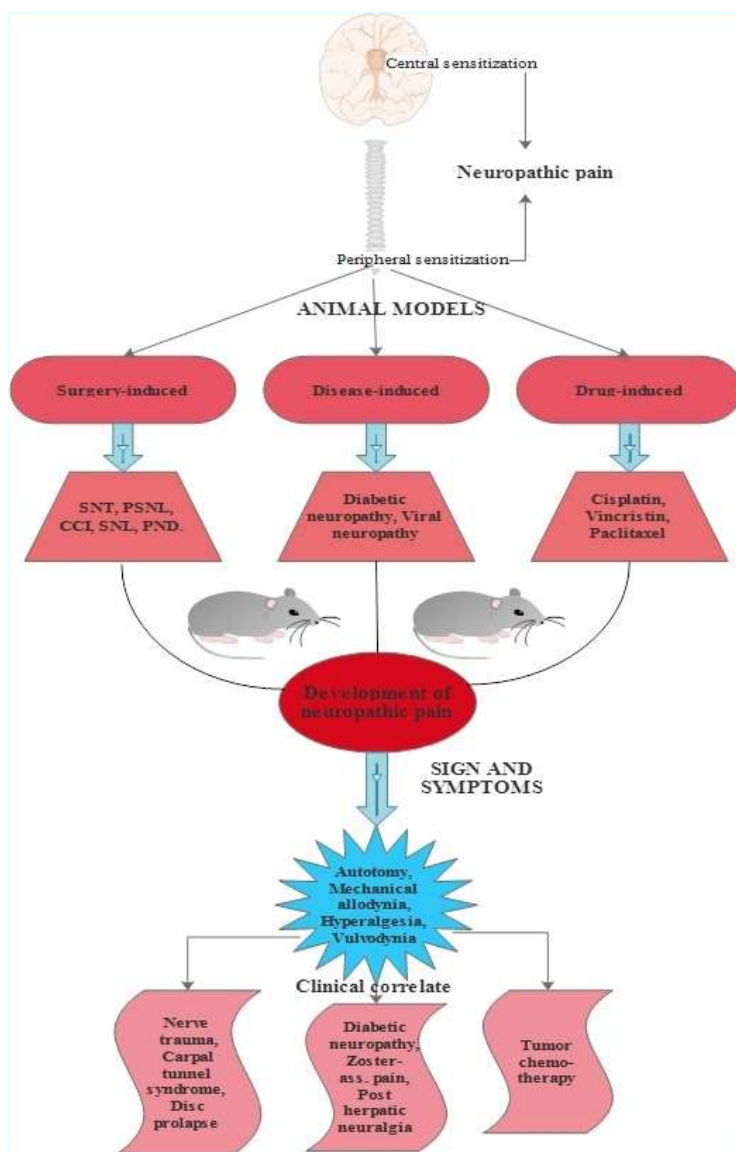 Central sensitization
Neuropathic pain
Peripheral sensitization
ANIMAL MODELS
Surgery-induced
Disease-induced
Drug-induced
SNT, PSNL,
CCI, SNL, PND.
Diabetic
neuropathy, Viral
neuropathy
Cisplatin,
Vincristin,
Paclitaxel
Development of
neuropathic pain
SIGN AND
SYMPTOMS
Autotomy,
Mechanical
allodynia,
Hyperalgesia,
Vulvodynia
Clinical correlate
Nerve
trauma,
Carpal
tunnel
syndrome,
Disc
prolapse
Diabetic
neuropathy,
Zoster-
ass. pain,
Post
herpatic
neuralgia
Tumor
chemo-
therapy